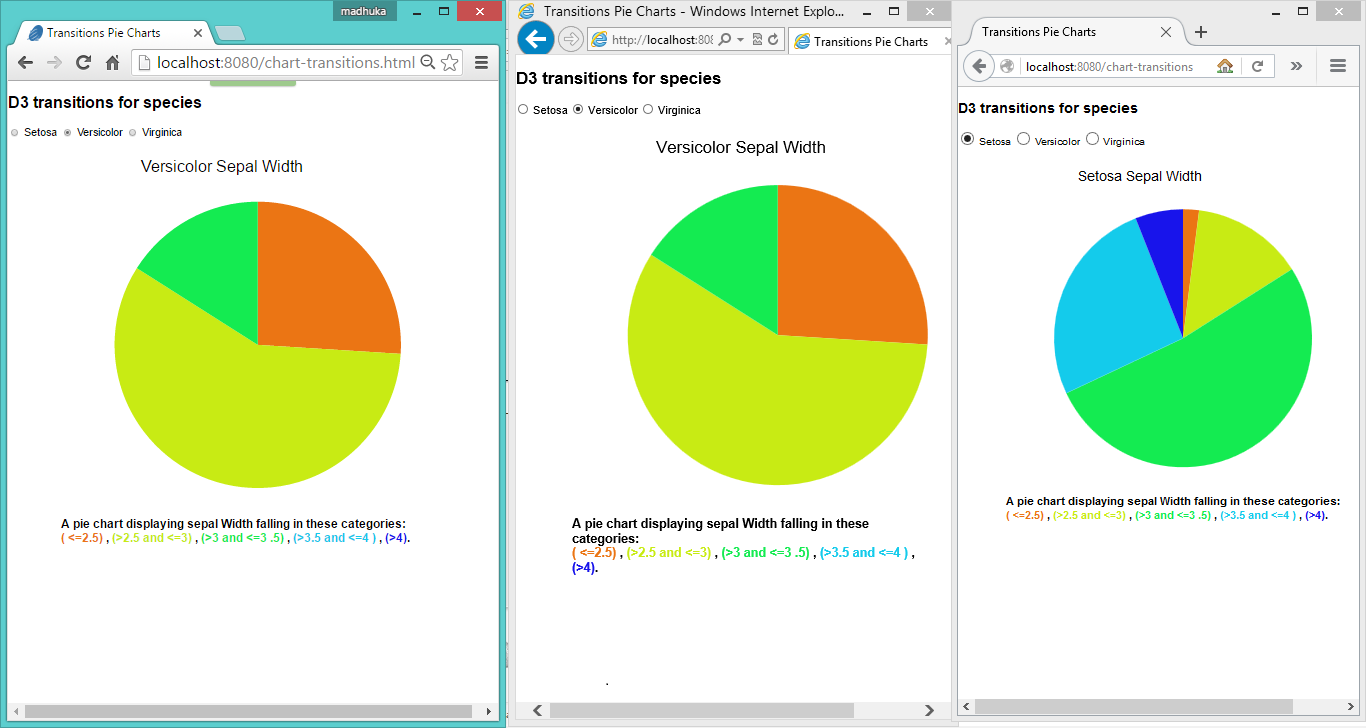 madhuka
Transitions Pie Charts
localhost:8080/chart-transitions.html
D3 transitions for species
Setosa Versicolor Virginica
Versicolor Sepal Width
A pie chart displaying sepal Width falling in these categories:
( <=2.5) , (>2.5 and <=3) , (>3 and <=3 .5) , (>3.5 and <=4 ) , (>4).
Transitions Pie Charts - Windows Internet Explo...
http://localhost:808
Transitions Pie Charts
D3 transitions for species
Setosa Versicolor Virginica
Versicolor Sepal Width
A pie chart displaying sepal Width falling in these
categories:
( <=2.5) , (>2.5 and <=3) , (>3 and <=3 .5) , (>3.5 and <=4 ) ,
(>4).
.
Transitions Pie Charts
localhost:8080/chart-transitions
D3 transitions for species
Setosa Versicolor Virginica
Setosa Sepal Width
A pie chart displaying sepal Width falling in these categories:
( <=2.5) , (>2.5 and <=3) , (>3 and <=3 .5) , (>3.5 and <=4 ) , (>4).